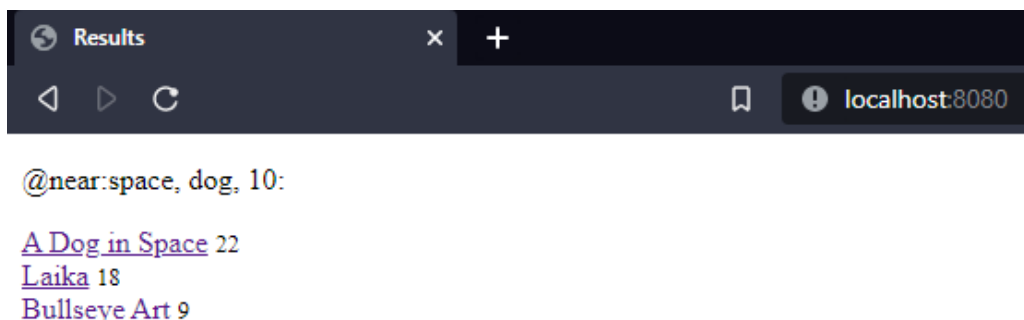 Results
localhost:8080
@near:space, dog, 10:
A Dog in Space 22
Laika 18
Bullseye Art 9